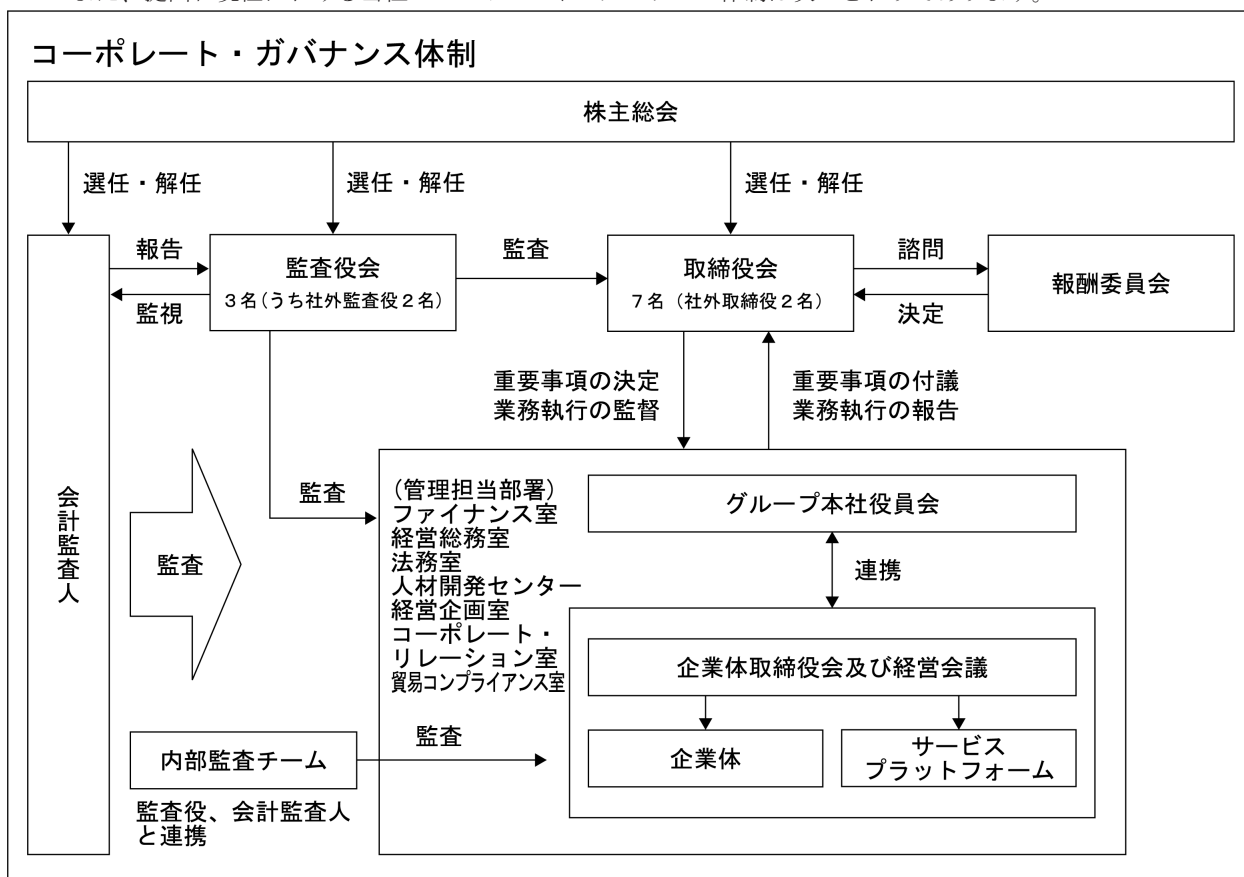 コーポレート・ガバナンス体制
株主総会
選任・解任
選任・解任
選任・解任
会計監査人
報告
監視
監査役会
3名(うち社外監査役2名)
監査
取締役会
7名(社外取締役2名)
諮問
決定
報酬委員会
重要事項の決定
業務執行の監督
重要事項の付議
業務執行の報告
監査
監査
(管理担当部署)
ファイナンス室
経営総務室
法務室
人材開発センター
経営企画室
コーポレート・
リレーション室
貿易コンプライアンス室
グループ本社役員会
連携
企業体取締役会及び経営会議
企業体
サービス
プラットフォーム
内部監査チーム
監査
監査役、会計監査人
と連携